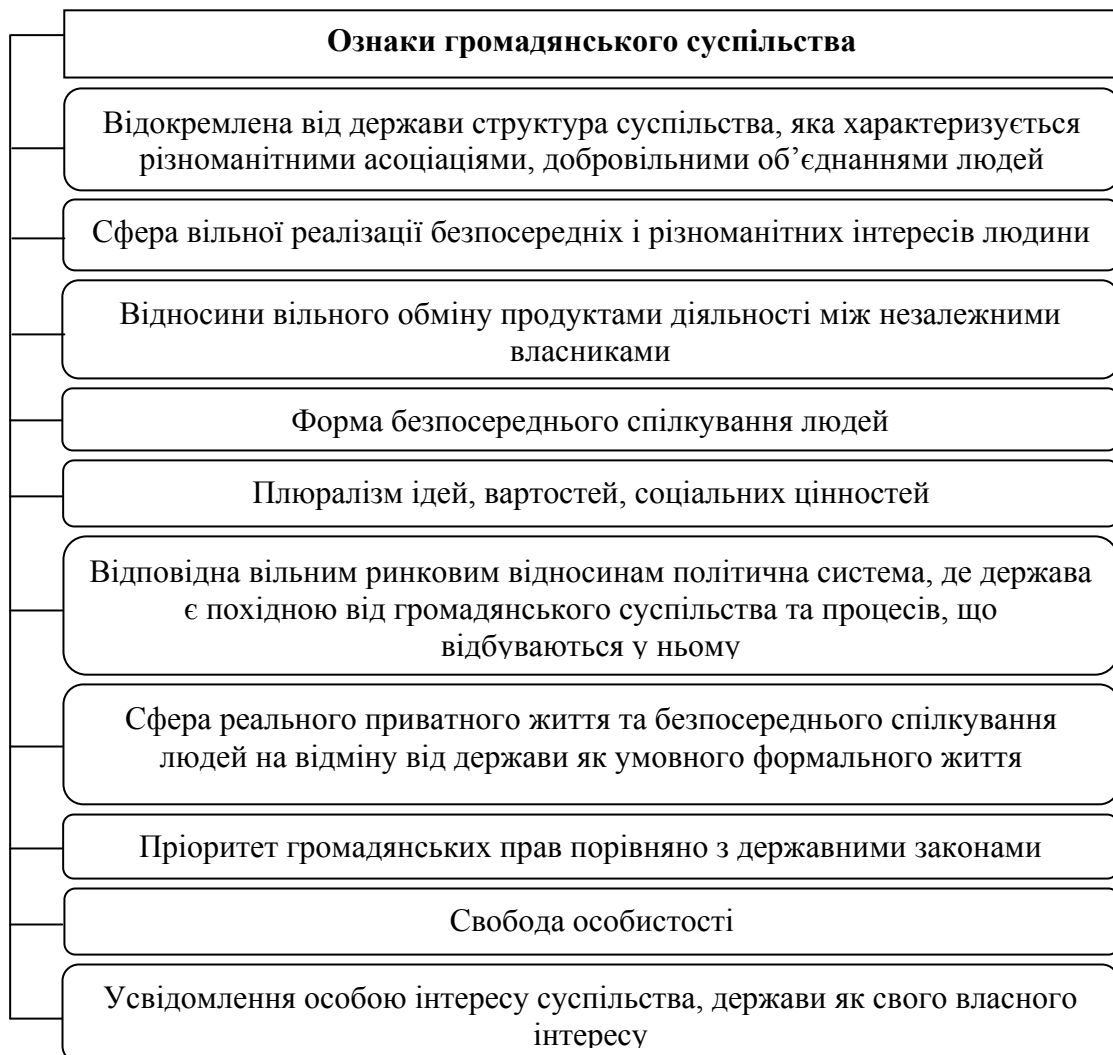 Ознаки громадянського суспільства
Відокремлена від держави структура суспільства, яка характеризується
різноманітними асоціаціями, добровільними об’єднаннями людей
Сфера вільної реалізації безпосередніх і різноманітних інтересів людини
Відносини вільного обміну продуктами діяльності між незалежними
власниками
Форма безпосереднього спілкування людей
Плюралізм ідей, вартостей, соціальних цінностей
Відповідна вільним ринковим відносинам політична система, де держава
є похідною від громадянського суспільства та процесів, що
відбуваються у ньому
Сфера реального приватного життя та безпосереднього спілкування
людей на відміну від держави як умовного формального життя
Пріоритет громадянських прав порівняно з державними законами
Свобода особистості
Усвідомлення особою інтересу суспільства, держави як свого власного
інтересу